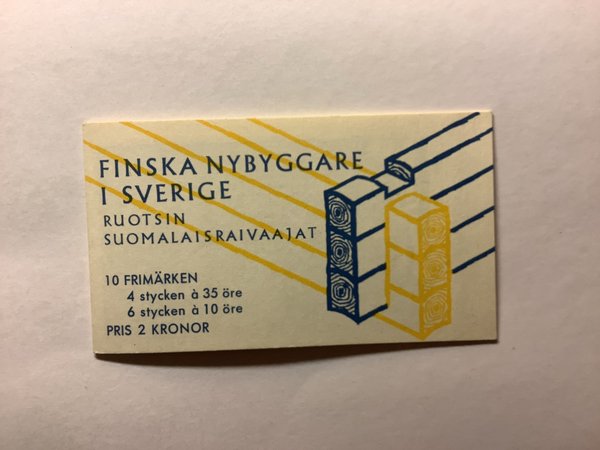 FINSKA NYBYGGARE
I SVERIGE
RUOTSIN
SUOMALAISRAIVAAJAT
10 FRIMÄRKEN
4 stycken à 35 öre
6 stycken à 10 öre
PRIS 2 KRONOR